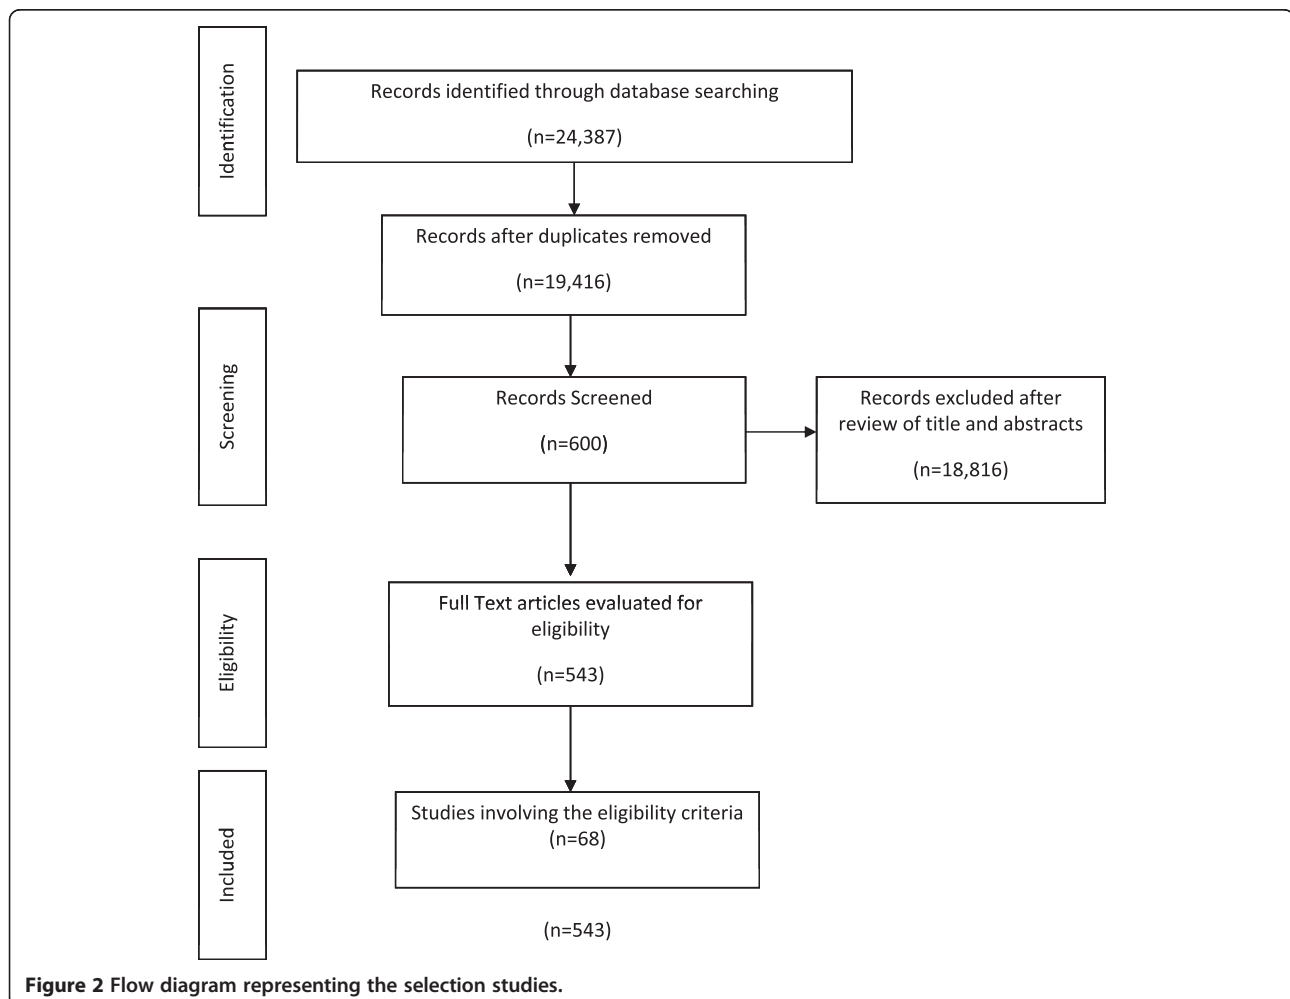 Identification
Records identified through database searching
(n=24,387)
Records after duplicates removed
(n=19,416)
Screening
Records Screened
(n=600)
Records excluded after
review of title and abstracts
(n=18,816)
Eligibility
Full Text articles evaluated for
eligibility
(n=543)
Included
Studies involving the eligibility criteria
(n=68)
(n=543)
Figure 2 Flow diagram representing the selection studies.